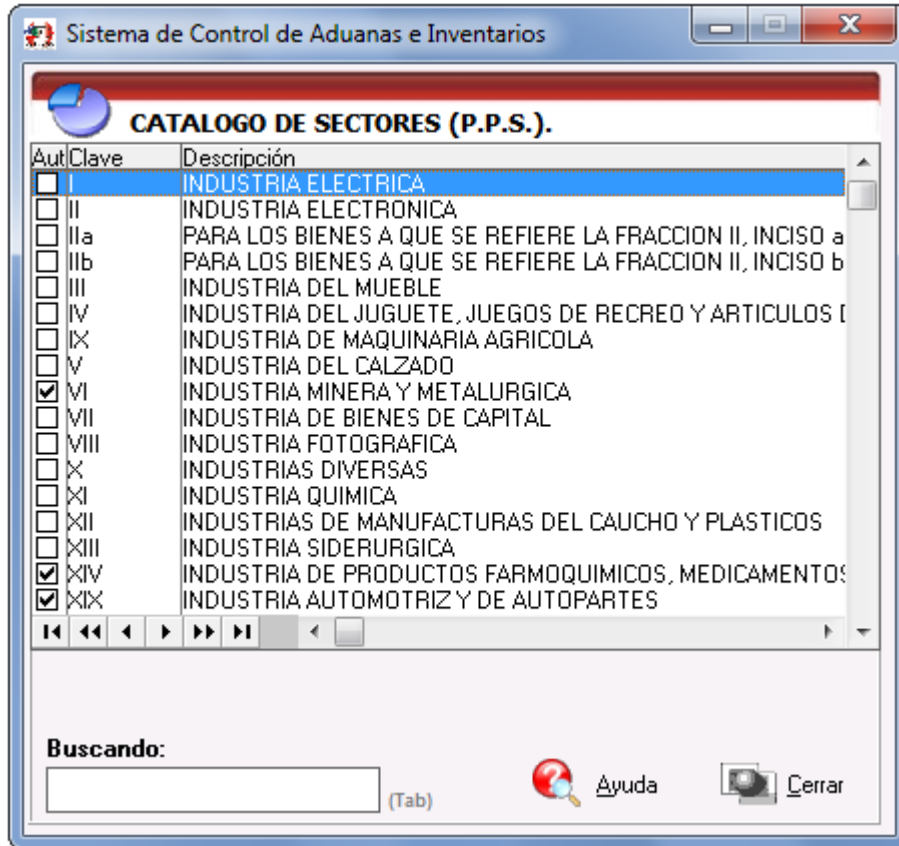 Sistema de Control de Aduanas e Inventarios
CATALOGO DE SECTORES (P.P.S.).
Aut Clave Descripción
I INDUSTRIA ELECTRICA
II INDUSTRIA ELECTRONICA
IIa PARA LOS BIENES A QUE SE REFIERE LA FRACCION II, INCISO a
IIb PARA LOS BIENES A QUE SE REFIERE LA FRACCION II, INCISO b
III INDUSTRIA DEL MUEBLE
IV INDUSTRIA DEL JUGUETE, JUEGOS DE RECREO Y ARTICULOS
IX INDUSTRIA DE MAQUINARIA AGRICOLA
V INDUSTRIA DEL CALZADO
VI INDUSTRIA MINERA Y METALURGICA
VII INDUSTRIA DE BIENES DE CAPITAL
VIII INDUSTRIA FOTOGRAFICA
X INDUSTRIAS DIVERSAS
XI INDUSTRIA QUIMICA
XII INDUSTRIAS DE MANUFACTURAS DEL CAUCHO Y PLASTICOS
XIII INDUSTRIA SIDERURGICA
XIV INDUSTRIA DE PRODUCTOS FARMOQUIMICOS, MEDICAMENTOS
XIX INDUSTRIA AUTOMOTRIZ Y DE AUTOPARTES
Buscando:
(Tab)
Ayuda
Cerrar